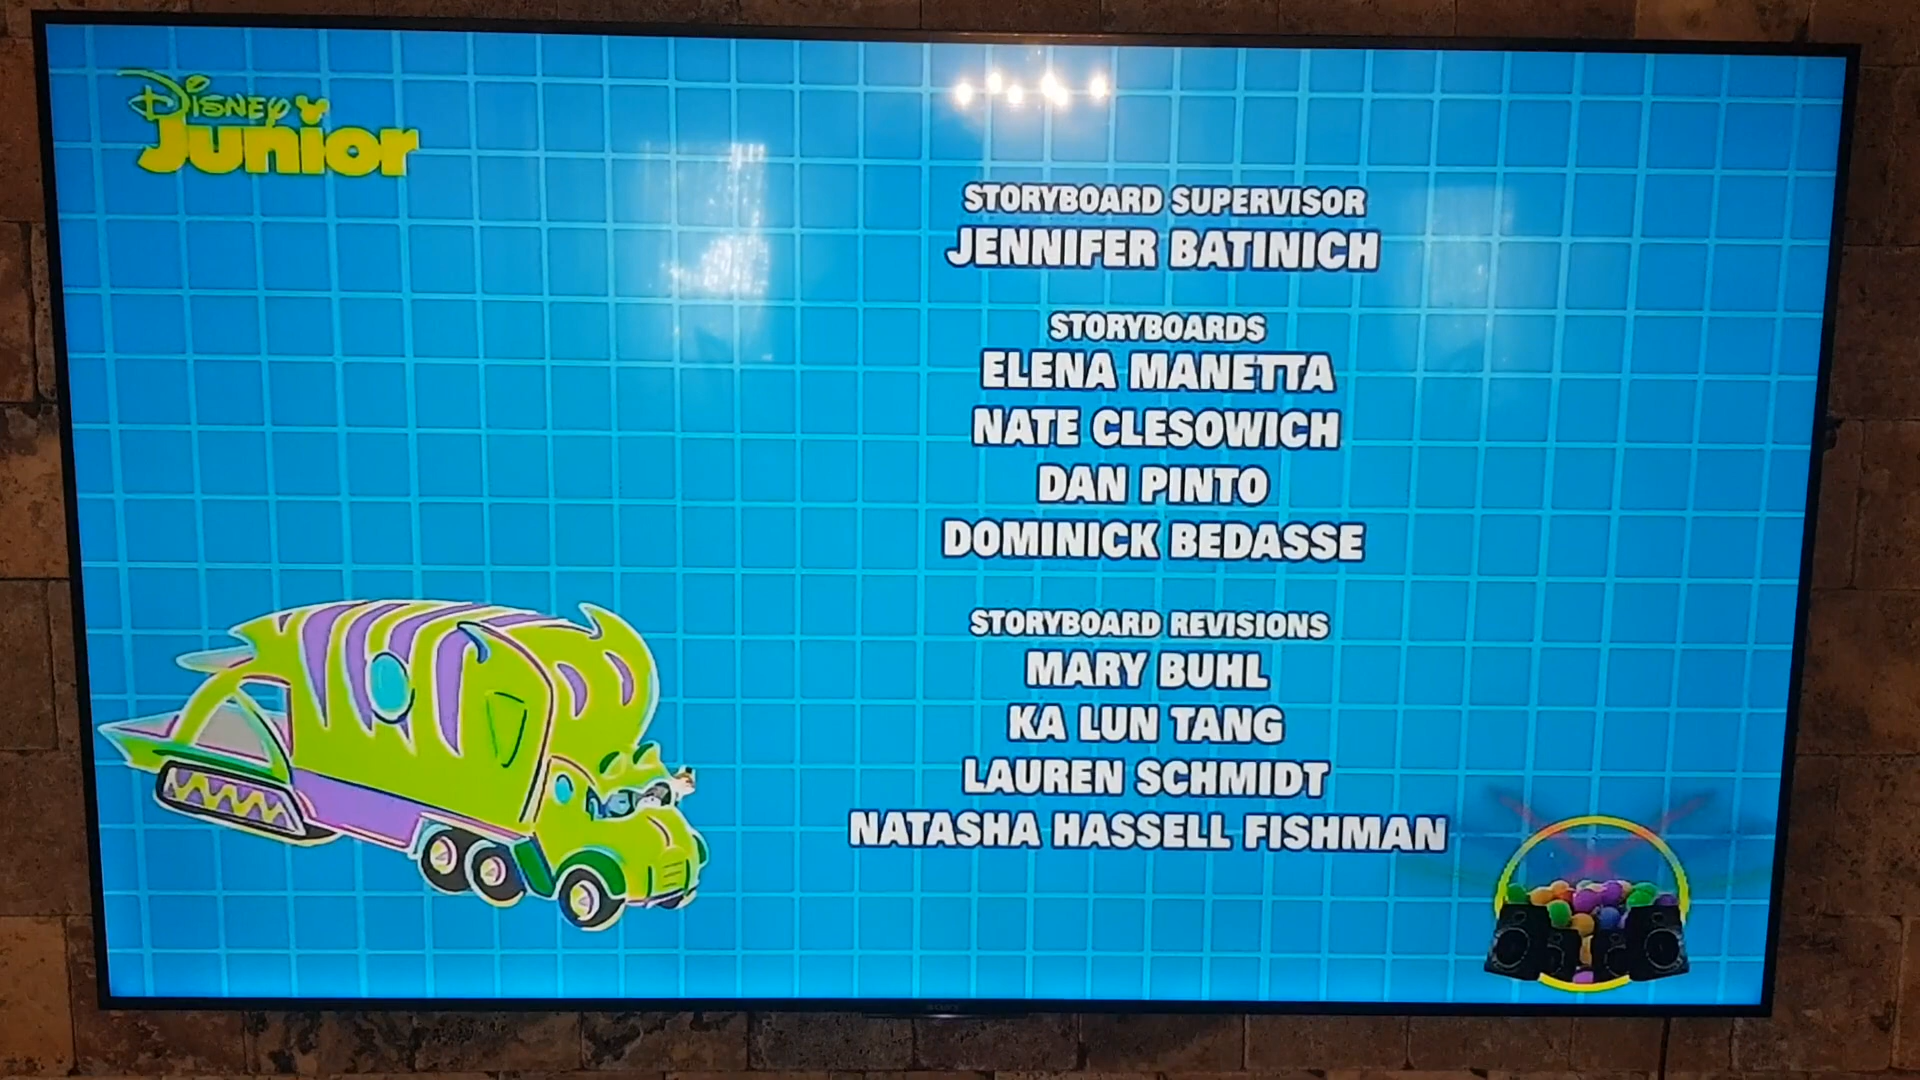 Disney
Junior
STORYBOARD SUPERVISOR
JENNIFER BATINICH
STORYBOARDS
ELENA MANETTA
NATE CLESOWICH
DAN PINTO
DOMINICK BEDASSE
STORYBOARD REVISIONS
MARY BUHL
KA LUN TANG
LAUREN SCHMIDT
NATASHA HASSELL FISHMAN
SONY